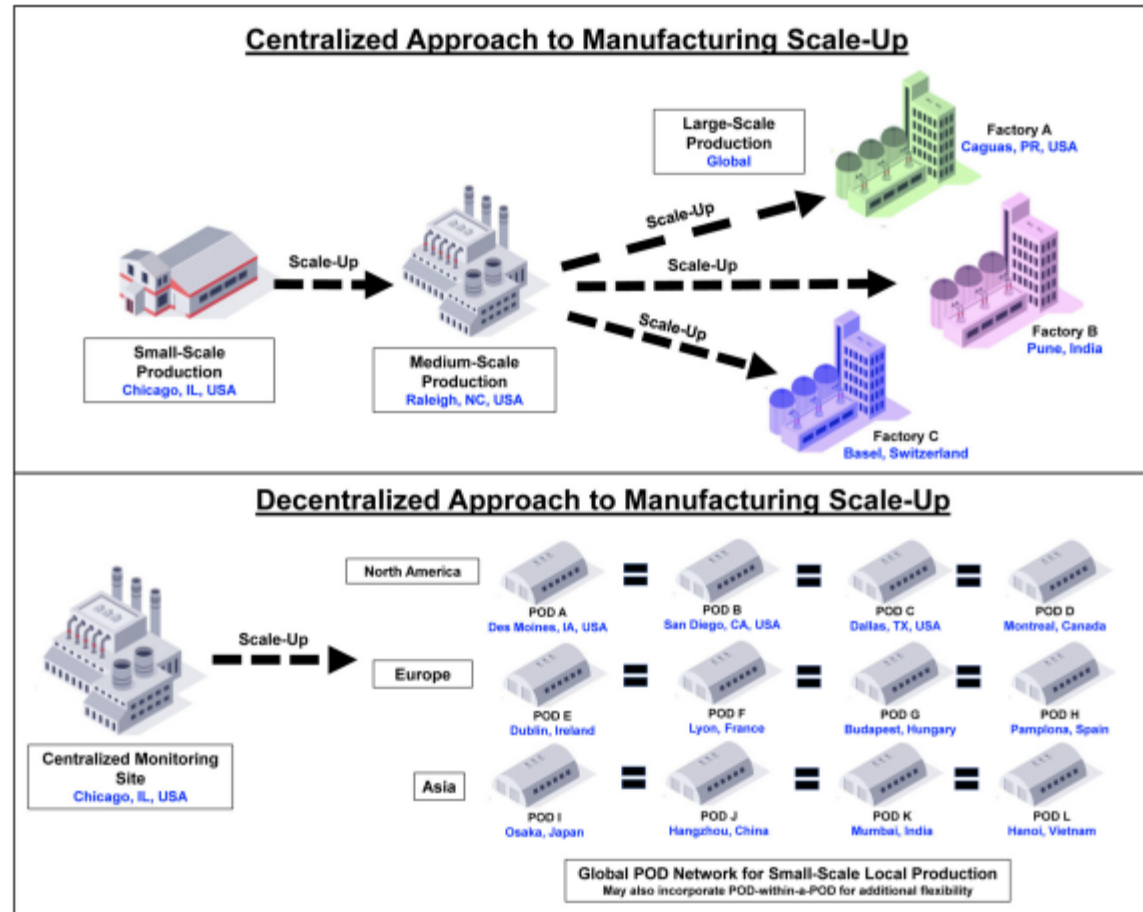 Centralized Approach to Manufacturing Scale-Up
Large-Scale
Production
Global
Factory A
Caguas, PR, USA
Scale-Up
Scale-Up
Scale-Up
Scale-Up
Small-Scale
Production
Chicago, IL, USA
Medium-Scale
Production
Raleigh, NC, USA
Factory B
Pune, India
Factory C
Basel, Switzerland
Decentralized Approach to Manufacturing Scale-Up
North America
POD A
Des Moines, IA, USA
POD B
San Diego, CA, USA
POD C
Dallas, TX, USA
POD D
Montreal, Canada
Scale-Up
Europe
POD E
Dublin, Ireland
POD F
Lyon, France
POD G
Budapest, Hungary
POD H
Pamplona, Spain
Centralized Monitoring
Site
Chicago, IL, USA
Asia
POD I
Osaka, Japan
POD J
Hangzhou, China
POD K
Mumbai, India
POD L
Hanoi, Vietnam
Global POD Network for Small-Scale Local Production
May also incorporate POD-within-a-POD for additional flexibility